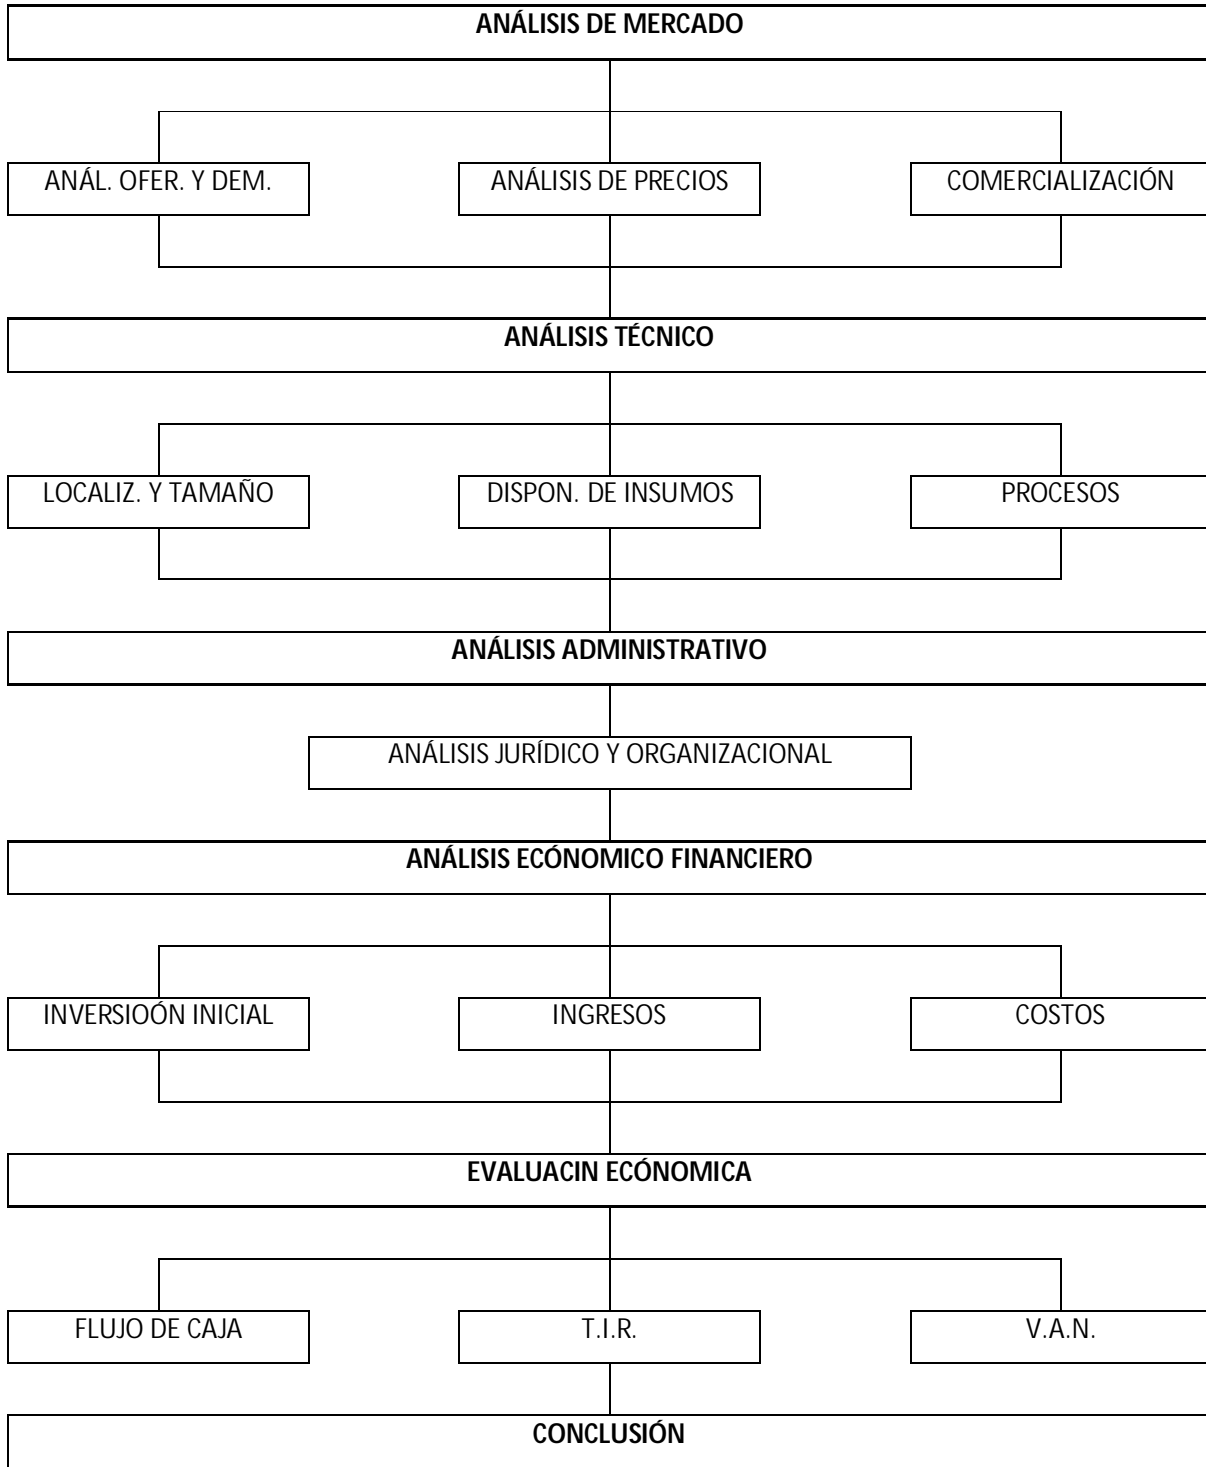 ANÁLISIS DE MERCADO
ANÁL. OFER. Y DEM.
ANÁLISIS DE PRECIOS
COMERCIALIZACIÓN
ANÁLISIS TÉCNICO
LOCALIZ. Y TAMAÑO
DISPON. DE INSUMOS
PROCESOS
ANÁLISIS ADMINISTRATIVO
ANÁLISIS JURÍDICO Y ORGANIZACIONAL
ANÁLISIS ECÓNOMICO FINANCIERO
INVERSIOÓN INICIAL
INGRESOS
COSTOS
EVALUACIN ECÓNOMICA
FLUJO DE CAJA
T.I.R.
V.A.N.
CONCLUSIÓN